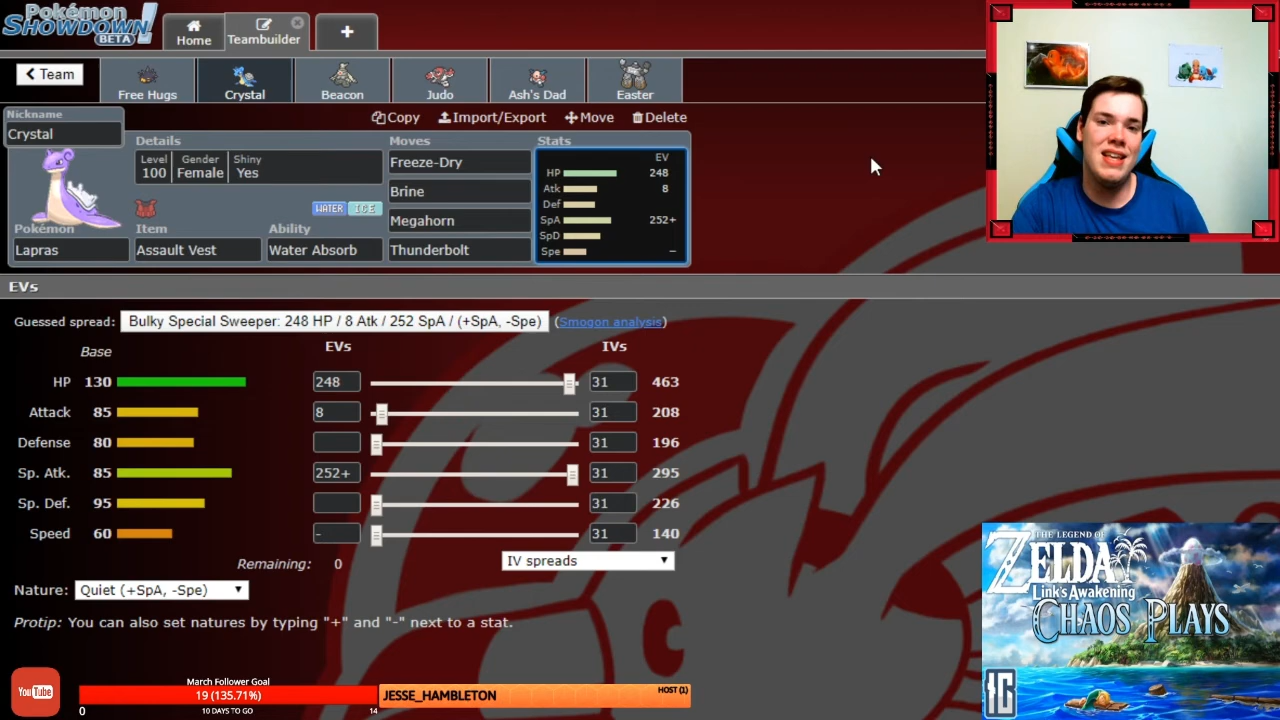 Pokémon
SHOWDOWN!
BETA
Home
Teambuilder
+
Team
Free Hugs
Crystal
Beacon
Judo
Ash's Dad
Easter
Nickname
Crystal
Copy
Import/Export
Move
Delete
Details
Moves
Stats
Level
Gender
Shiny
100
Female
Yes
Freeze-Dry
Brine
Megahorn
Thunderbolt
EV
HP 248
Atk 8
Def
SpA 252+
SpD
Spe –
WATER ICE
Pokémon
Item
Ability
Lapras
Assault Vest
Water Absorb
EVs
Guessed spread: Bulky Special Sweeper: 248 HP / 8 Atk / 252 SpA / (+SpA, -Spe) (Smogon analysis)
Base EVs IVs
HP 130 248 31 463
Attack 85 8 31 208
Defense 80 31 196
Sp. Atk. 85 252+ 31 295
Sp. Def. 95 31 226
Speed 60 - 31 140
Remaining: 0
IV spreads
Nature: Quiet (+SpA, -Spe)
Protip: You can also set natures by typing "+" and "-" next to a stat.
YouTube
March Follower Goal
19 (135.71%)
0 10 DAYS TO GO 14
JESSE_HAMBLETON
HOST (1)
THE LEGEND OF
ZELDA
Link's Awakening
CHAOS PLAYS